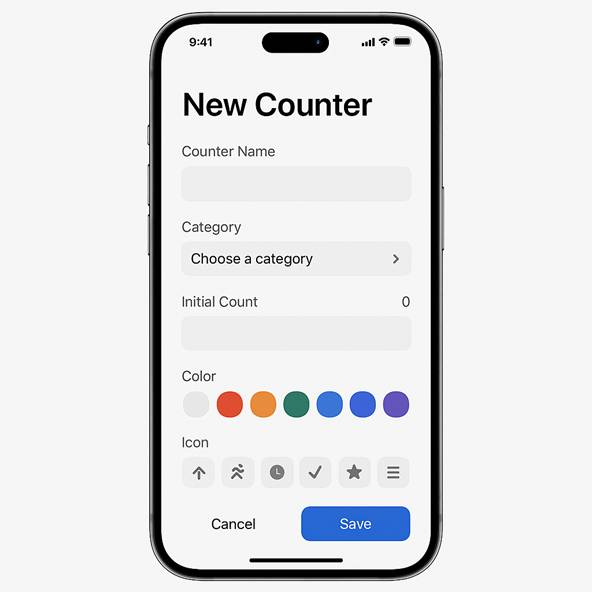 9:41
New Counter
Counter Name
Category
Choose a category
Initial Count 0
Color
Icon
Cancel Save